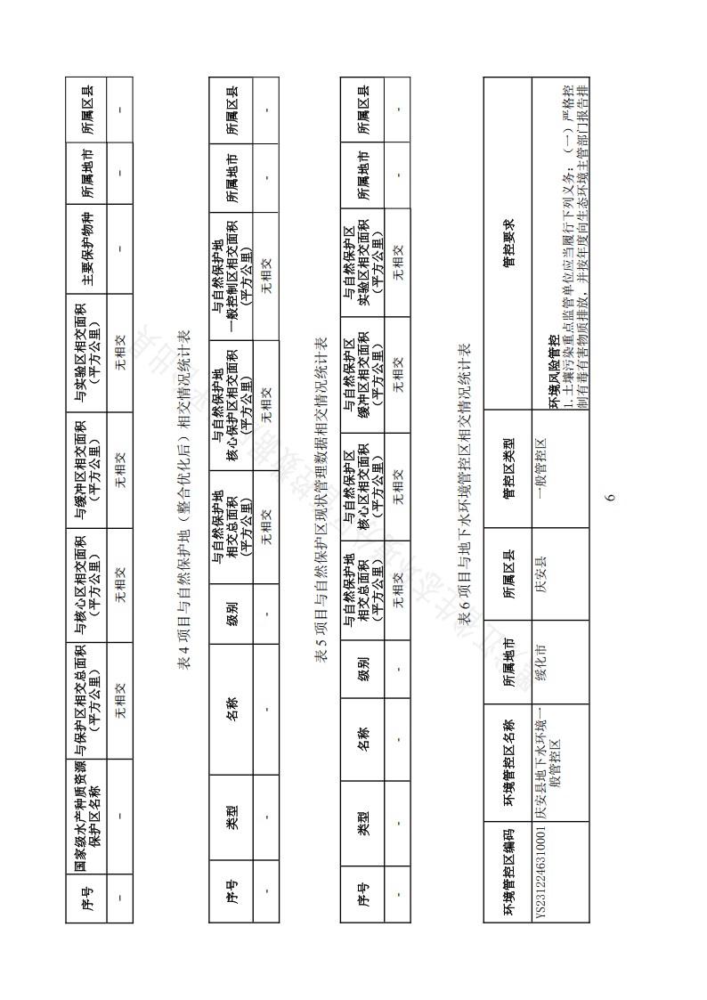 序号 国家级水产种质资源保护区名称 与保护区相交总面积（平方公里） 与核心区相交面积（平方公里） 与缓冲区相交面积（平方公里） 与实验区相交面积（平方公里） 主要保护物种 所属地市 所属区县
- - 无相交 无相交 无相交 无相交 - - -
表 4 项目与自然保护地（整合优化后）相交情况统计表
序号 类型 名称 级别 与自然保护地相交总面积（平方公里） 与自然保护地核心保护区相交面积（平方公里） 与自然保护地一般控制区相交面积（平方公里） 所属地市 所属区县
- - - - 无相交 无相交 无相交 - -
表 5 项目与自然保护区现状管理数据相交情况统计表
序号 类型 名称 级别 与自然保护地相交总面积（平方公里） 与自然保护区核心区相交面积（平方公里） 与自然保护区缓冲区相交面积（平方公里） 与自然保护区实验区相交面积（平方公里） 所属地市 所属区县
- - - - 无相交 无相交 无相交 无相交 - -
表 6 项目与地下水环境管控区相交情况统计表
环境管控区编码 环境管控区名称 所属地市 所属区县 管控区类型 管控要求
YS2312246310001 庆安县地下水环境一般管控区 绥化市 庆安县 一般管控区 环境风险管控
1.土壤污染重点监管单位应当履行下列义务：（一）严格控
制有毒有害物质排放，并按年度向生态环境主管部门报告排
6